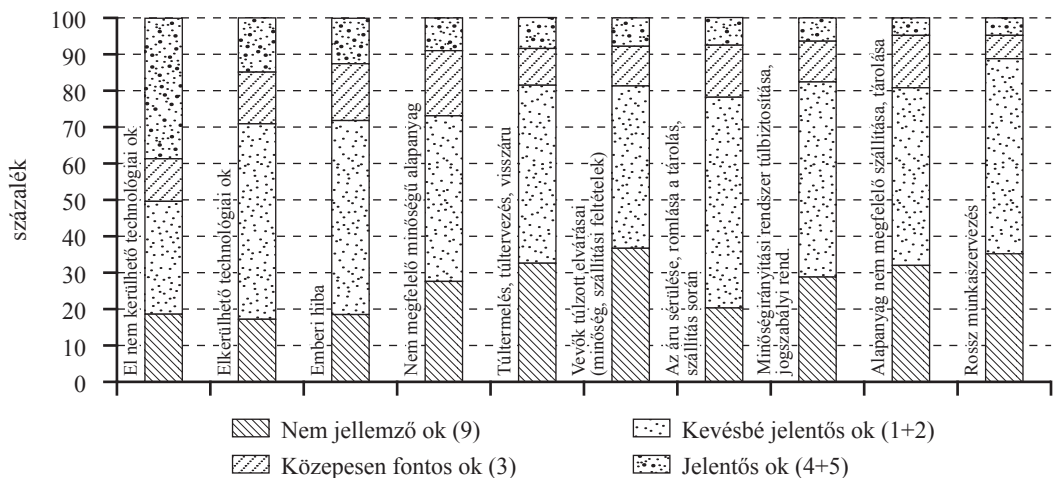 százalék
100
90
80
70
60
50
40
30
20
10
0
El nem kerülhető technológiai ok
Elkerülhető technológiai ok
Emberi hiba
Nem megfelelő minőségű alapanyag
Túltermelés, túltervezés, visszáru
Vevők túlzott elvárásai
(minőség, szállítási feltételek)
Az áru sérülése, romlása a tárolás,
szállítás során
Minőségirányítási rendszer túlbiztosítása,
jogszabályi rend.
Alapanyag nem megfelelő szállítása, tárolása
Rossz munkaszervezés
Nem jellemző ok (9)
Kevésbé jelentős ok (1+2)
Közepesen fontos ok (3)
Jelentős ok (4+5)